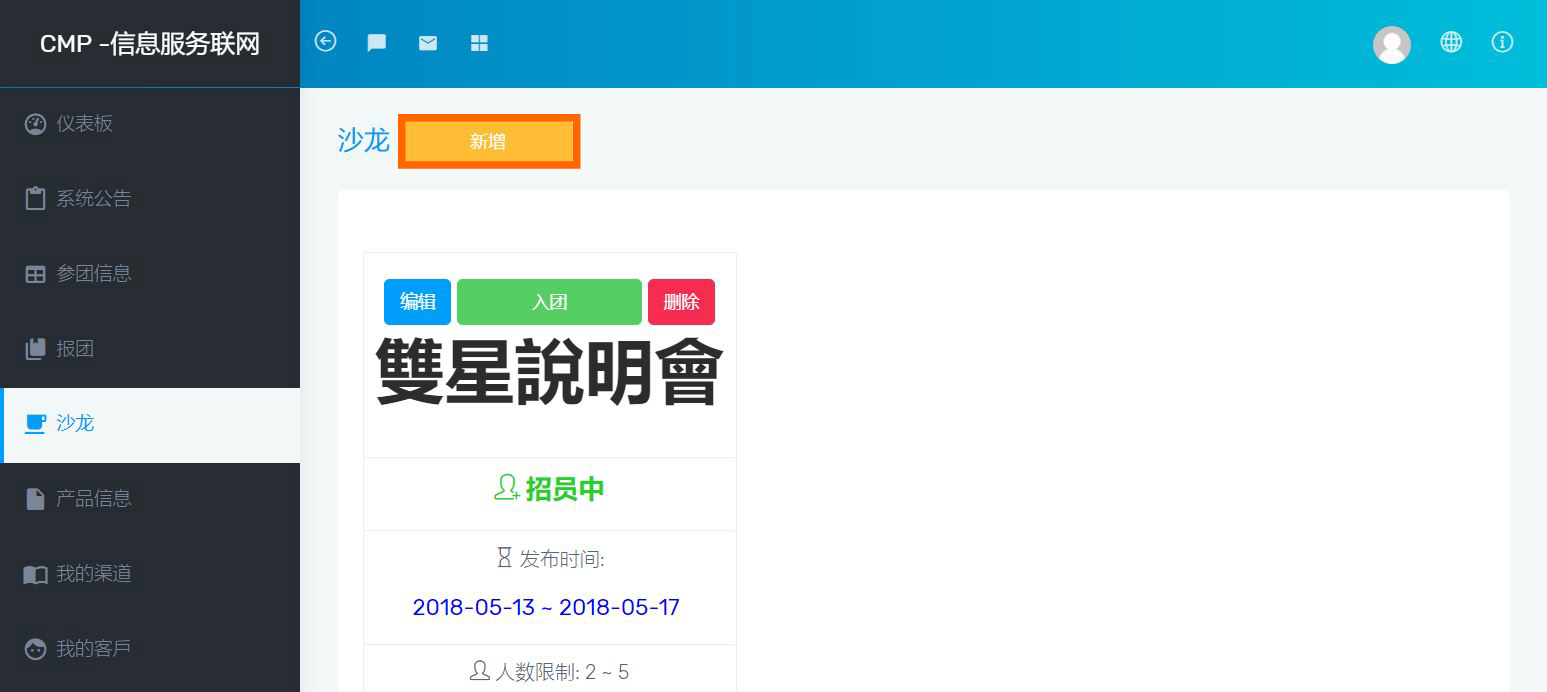 CMP -信息服务联网
仪表板
系统公告
参团信息
报团
沙龙
产品信息
我的渠道
我的客戶
沙龙 新增
编辑 入团 删除
雙星說明會
招员中
发布时间:
2018-05-13 ~ 2018-05-17
人数限制: 2 ~ 5